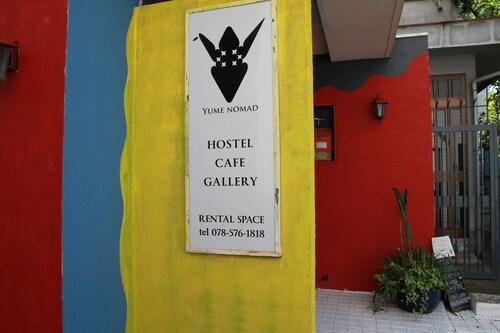 YUME NOMAD
HOSTEL
CAFE
GALLERY
RENTAL SPACE
tel 078-576-1818